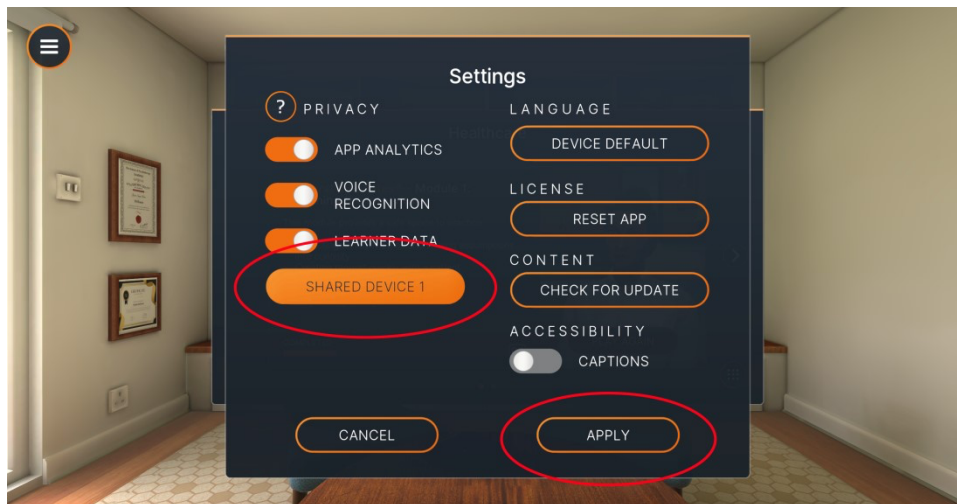 Settings
? PRIVACY
APP ANALYTICS
VOICE
RECOGNITION
LEARNER DATA
SHARED DEVICE 1
LANGUAGE
DEVICE DEFAULT
LICENSE
RESET APP
CONTENT
CHECK FOR UPDATE
ACCESSIBILITY
CAPTIONS
CANCEL
APPLY